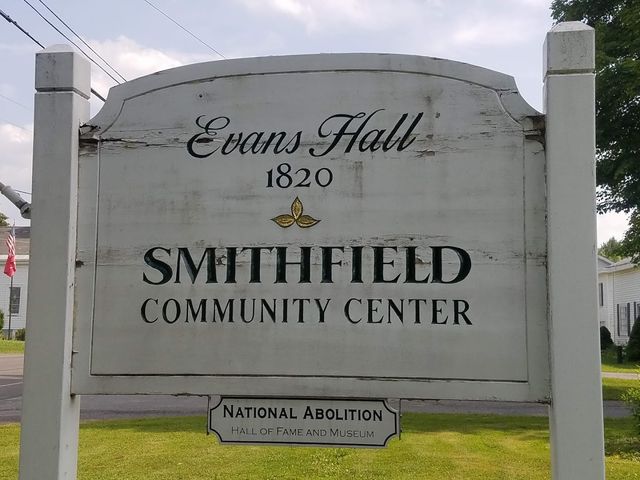 Evans Hall
1820
SMITHFIELD
COMMUNITY CENTER
NATIONAL ABOLITION
HALL OF FAME AND MUSEUM